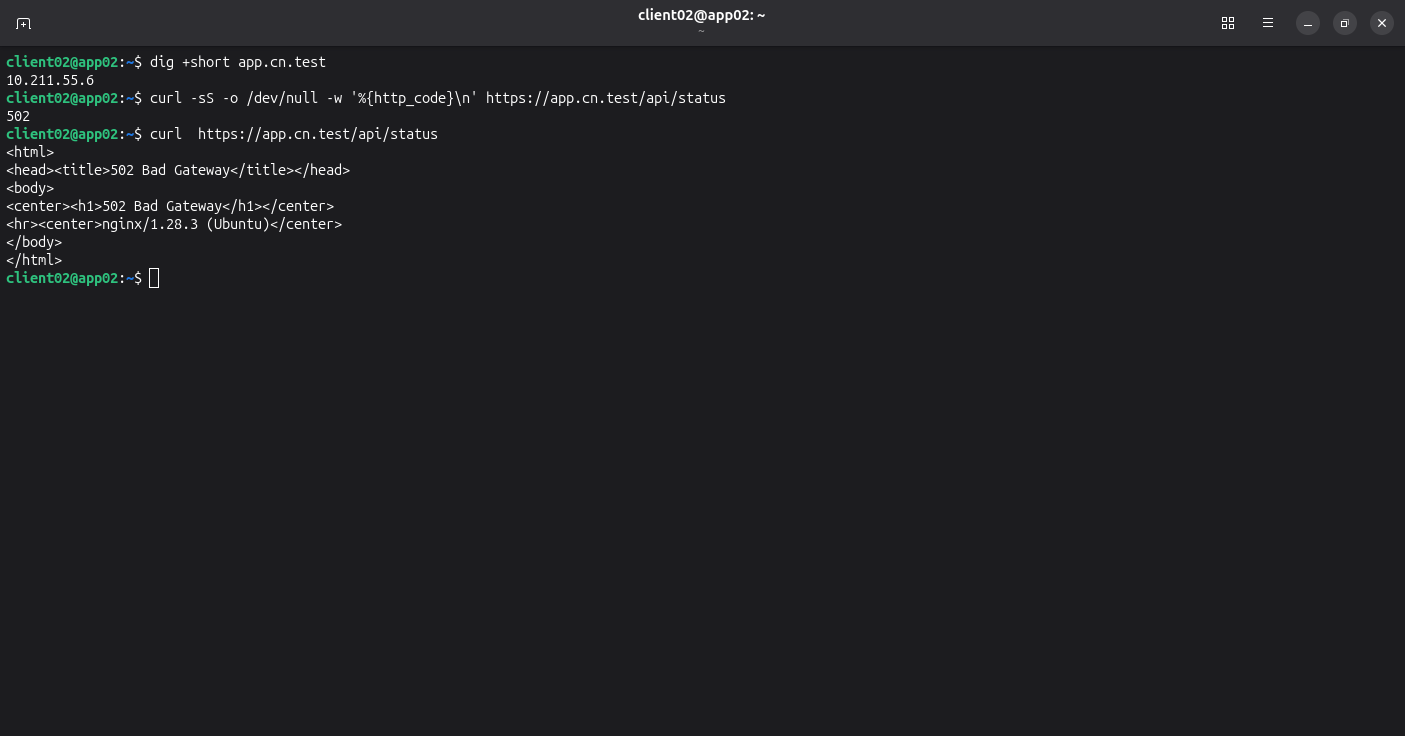 client02@app02: ~
~
client02@app02:~$ dig +short app.cn.test
10.211.55.6
client02@app02:~$ curl -sS -o /dev/null -w '%{http_code}\n' https://app.cn.test/api/status
502
client02@app02:~$ curl  https://app.cn.test/api/status
<html>
<head><title>502 Bad Gateway</title></head>
<body>
<center><h1>502 Bad Gateway</h1></center>
<hr><center>nginx/1.28.3 (Ubuntu)</center>
</body>
</html>
client02@app02:~$